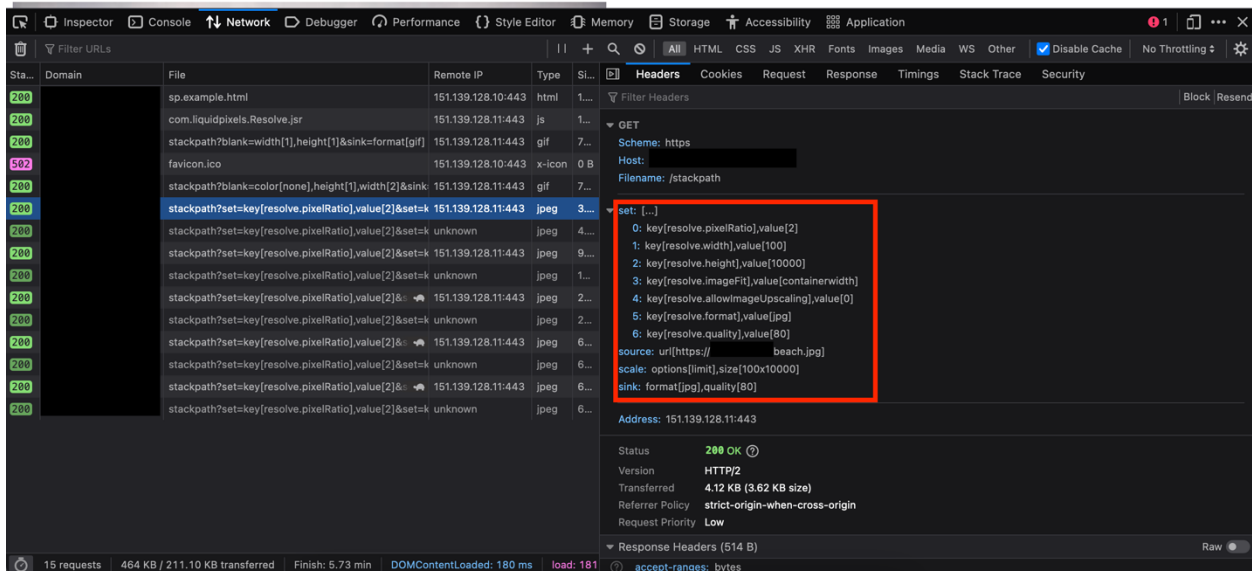 Inspector Console Network Debugger Performance Style Editor Memory Storage Accessibility Application 1
Filter URLs
All HTML CSS JS XHR Fonts Images Media WS Other Disable Cache No Throttling
Sta... Domain File Remote IP Type Si...
200 sp.example.html 151.139.128.10:443 html 1....
200 com.liquidpixels.Resolve.jsr 151.139.128.11:443 js 1...
200 stackpath?blank=width[1],height[1]&sink=format[gif] 151.139.128.11:443 gif 7...
502 favicon.ico 151.139.128.10:443 x-icon 0 B
200 stackpath?blank=color[none],height[1],width[2]&sink= 151.139.128.11:443 gif 7...
200 stackpath?set=key[resolve.pixelRatio],value[2]&set=k 151.139.128.11:443 jpeg 3....
200 stackpath?set=key[resolve.pixelRatio],value[2]&set=k unknown jpeg 4....
200 stackpath?set=key[resolve.pixelRatio],value[2]&set=k 151.139.128.11:443 jpeg 9....
200 stackpath?set=key[resolve.pixelRatio],value[2]&set=k unknown jpeg 1...
200 stackpath?set=key[resolve.pixelRatio],value[2]&s 151.139.128.11:443 jpeg 2...
200 stackpath?set=key[resolve.pixelRatio],value[2]&set=k unknown jpeg 2...
200 stackpath?set=key[resolve.pixelRatio],value[2]&s 151.139.128.11:443 jpeg 6...
200 stackpath?set=key[resolve.pixelRatio],value[2]&set=k unknown jpeg 6...
200 stackpath?set=key[resolve.pixelRatio],value[2]&s 151.139.128.11:443 jpeg 6...
200 stackpath?set=key[resolve.pixelRatio],value[2]&set=k unknown jpeg 6...
15 requests 464 KB / 211.10 KB transferred Finish: 5.73 min DOMContentLoaded: 180 ms load: 181
Headers Cookies Request Response Timings Stack Trace Security
Filter Headers Block Resend
GET
Scheme: https
Host:
Filename: /stackpath
set: [...]
0: key[resolve.pixelRatio],value[2]
1: key[resolve.width],value[100]
2: key[resolve.height],value[10000]
3: key[resolve.imageFit],value[containerwidth]
4: key[resolve.allowImageUpscaling],value[0]
5: key[resolve.format],value[jpg]
6: key[resolve.quality],value[80]
source: url[https:// beach.jpg]
scale: options[limit],size[100x10000]
sink: format[jpg],quality[80]
Address: 151.139.128.11:443
Status 200 OK
Version HTTP/2
Transferred 4.12 KB (3.62 KB size)
Referrer Policy strict-origin-when-cross-origin
Request Priority Low
Response Headers (514 B) Raw
accept-ranges: bytes